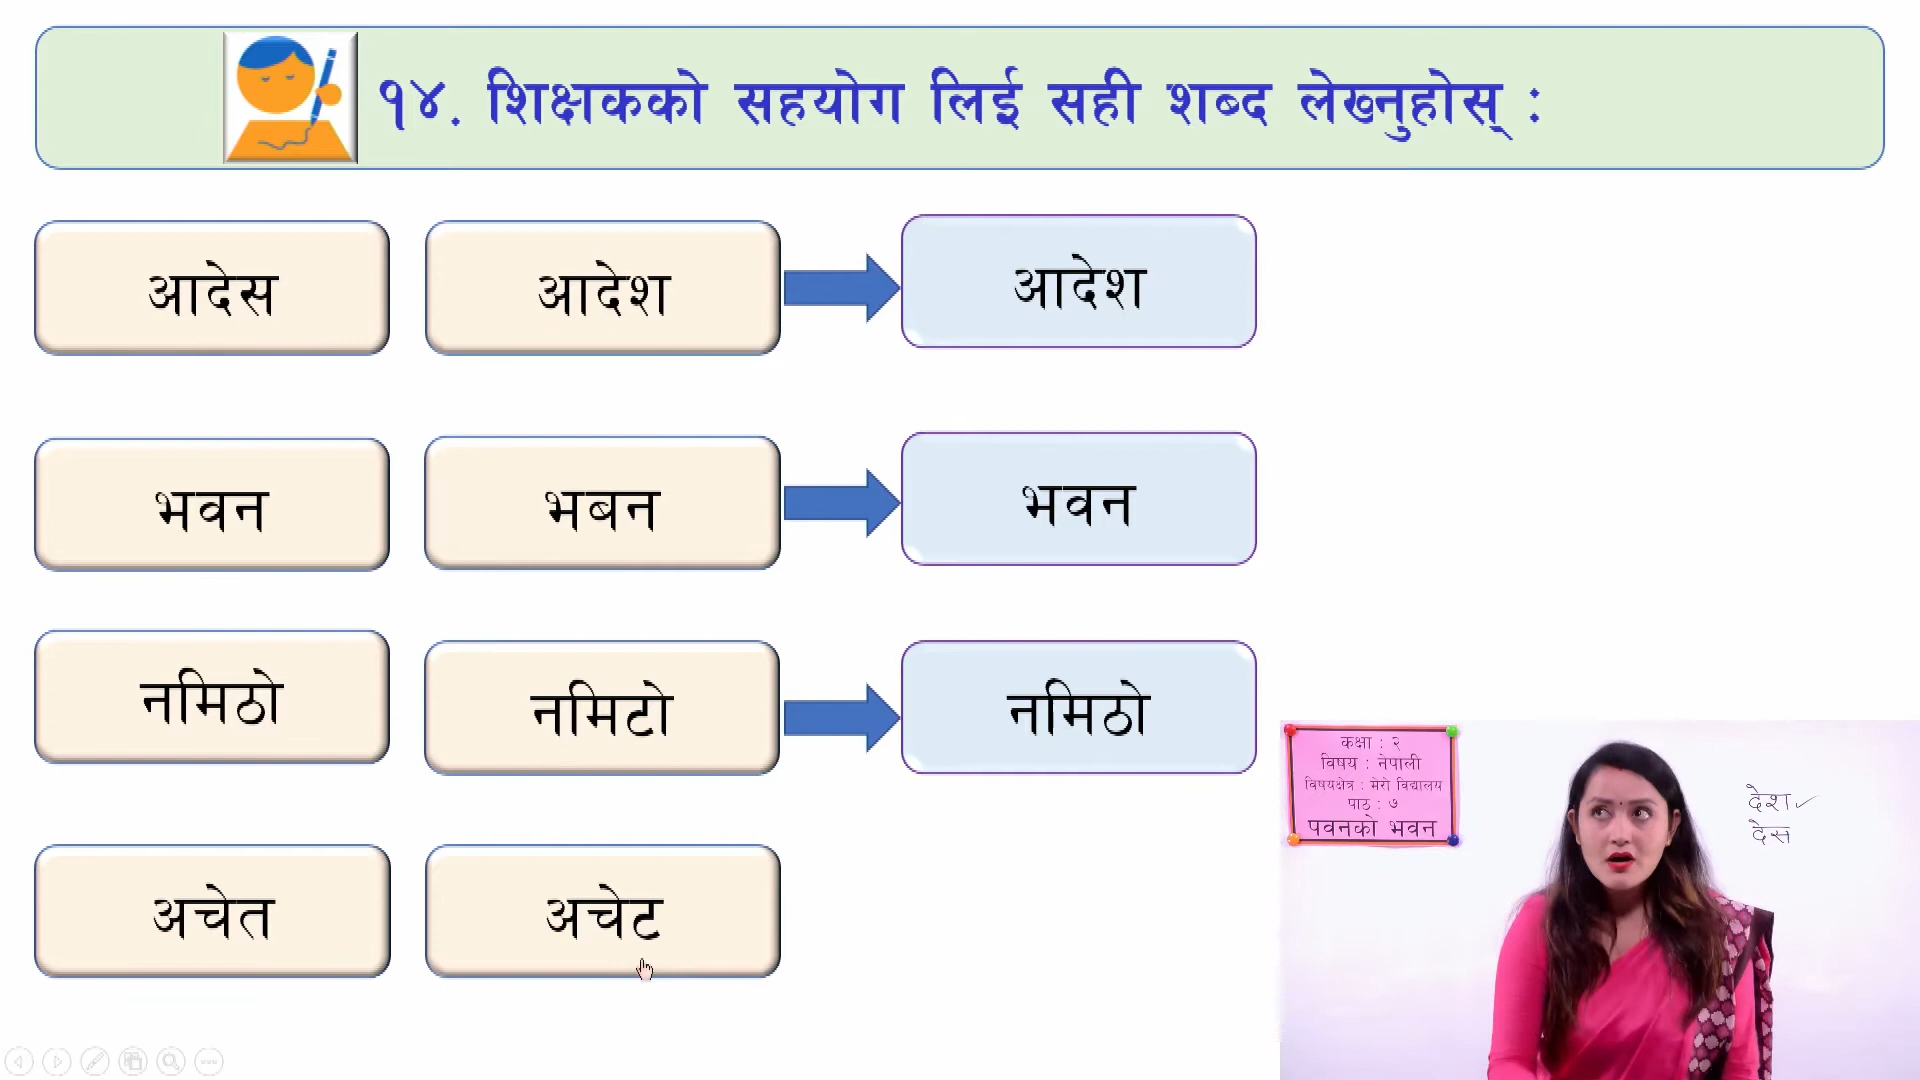 १४. शिक्षकको सहयोग लिई सही शब्द लेख्नुहोस् :
आदेस आदेश आदेश
भवन भबन भवन
नमिठो नमिटो नमिठो
अचेत अचेट
कक्षा : २
विषय : नेपाली
विषयक्षेत्र : मेरो विद्यालय
पाठ : ७
पवनको भवन
देश ✓
देस